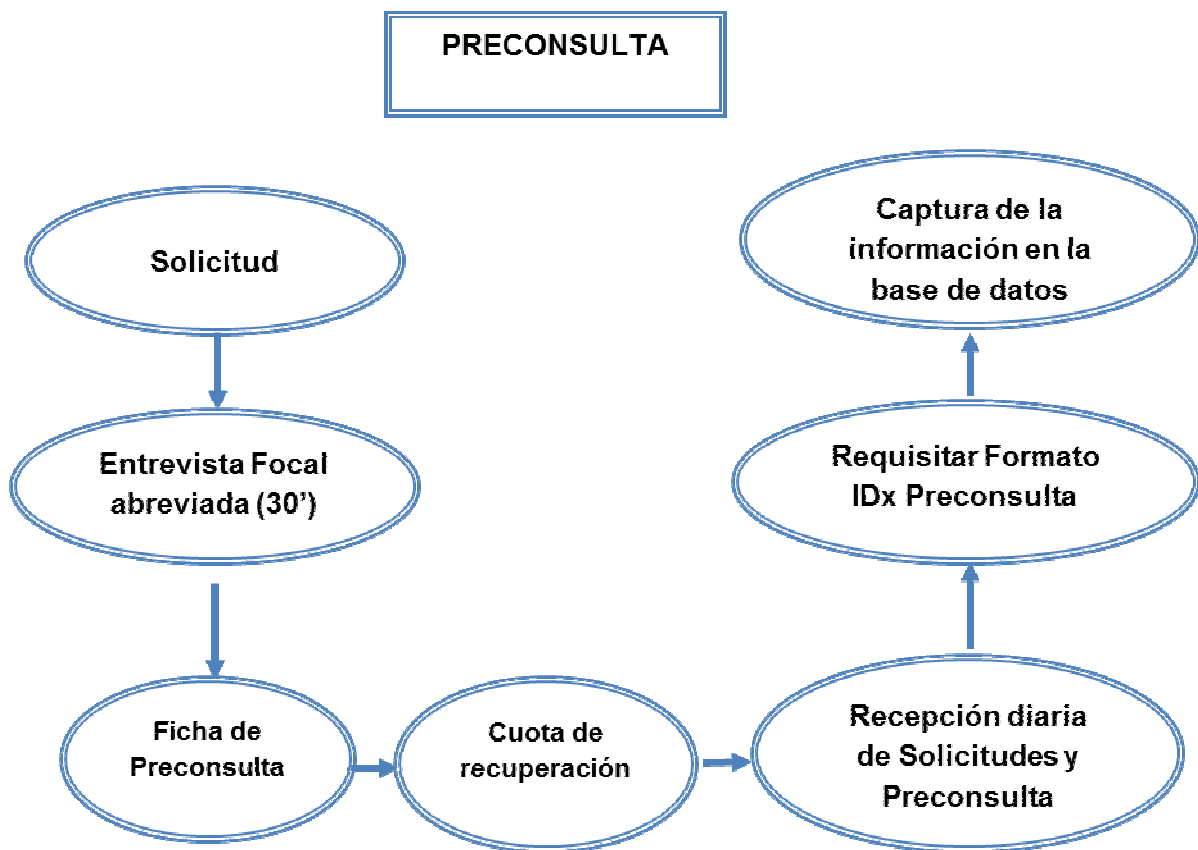 PRECONSULTA
Solicitud
Entrevista Focal
abreviada (30’)
Ficha de
Preconsulta
Cuota de
recuperación
Recepción diaria
de Solicitudes y
Preconsulta
Requisitar Formato
IDx Preconsulta
Captura de la
información en la
base de datos